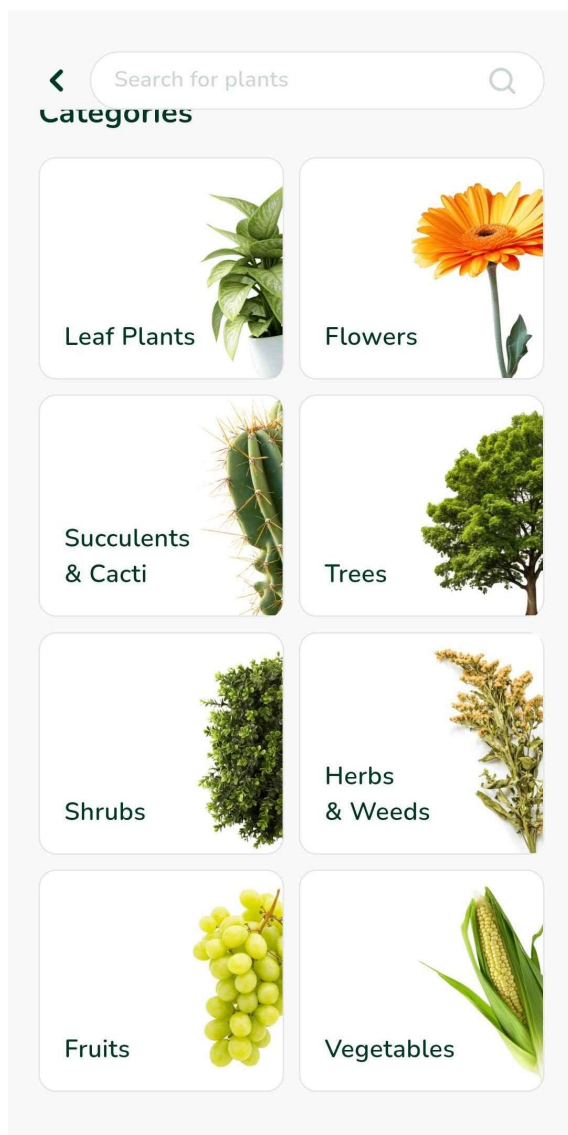 Search for plants
Categories
Leaf Plants
Flowers
Succulents
& Cacti
Trees
Shrubs
Herbs
& Weeds
Fruits
Vegetables